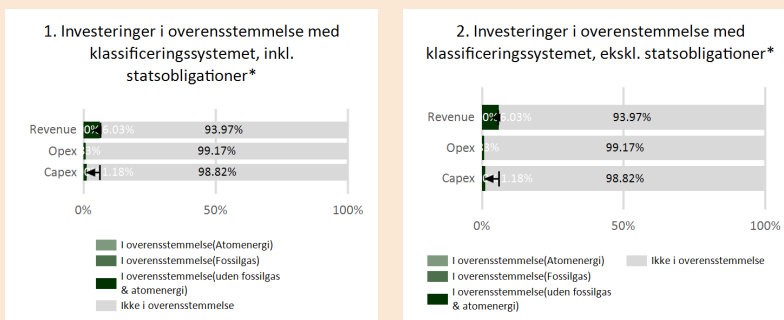 1. Investeringer i overensstemmelse med
klassificeringssystemet, inkl.
statsobligationer*
Revenue 0% 6.03% 93.97%
Opex 99.17%
Capex 1.18% 98.82%
0% 50% 100%
I overensstemmelse(Atomenergi)
I overensstemmelse(Fossilgas)
I overensstemmelse(uden fossilgas
& atomenergi)
Ikke i overensstemmelse
2. Investeringer i overenstemmelse med
klassificeringssystemet, ekskl. statsobligationer*
Revenue 0% 6.03% 93.97%
Opex 99.17%
Capex 1.18% 98.82%
0% 50% 100%
I overensstemmelse(Atomenergi) Ikke i overensstemmelse
I overensstemmelse(Fossilgas)
I overensstemmelse(uden fossilgas
& atomenergi)